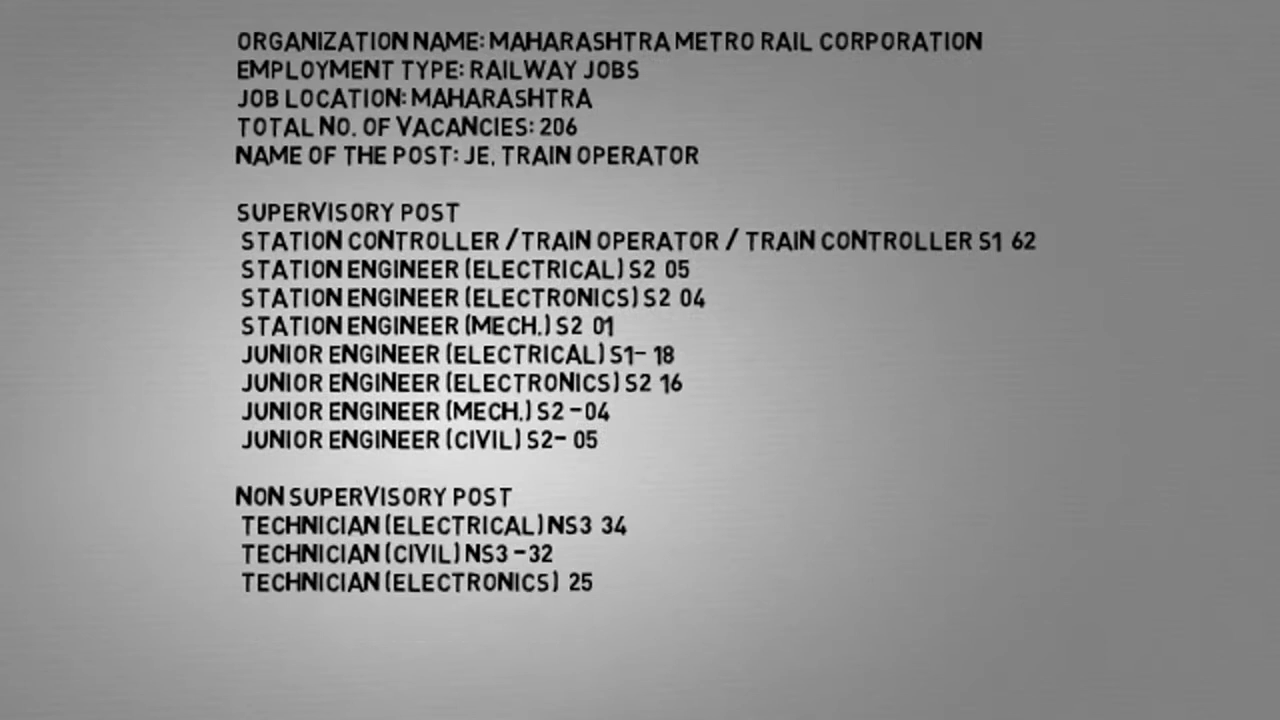 ORGANIZATION NAME: MAHARASHTRA METRO RAIL CORPORATION
EMPLOYMENT TYPE: RAILWAY JOBS
JOB LOCATION: MAHARASHTRA
TOTAL NO. OF VACANCIES: 206
NAME OF THE POST: JE, TRAIN OPERATOR
SUPERVISORY POST
STATION CONTROLLER /TRAIN OPERATOR / TRAIN CONTROLLER S1 62
STATION ENGINEER (ELECTRICAL) S2 05
STATION ENGINEER (ELECTRONICS) S2 04
STATION ENGINEER (MECH.) S2 01
JUNIOR ENGINEER (ELECTRICAL) S1- 18
JUNIOR ENGINEER (ELECTRONICS) S2 16
JUNIOR ENGINEER (MECH.) S2 -04
JUNIOR ENGINEER (CIVIL) S2- 05
NON SUPERVISORY POST
TECHNICIAN (ELECTRICAL) NS3 34
TECHNICIAN (CIVIL) NS3 -32
TECHNICIAN (ELECTRONICS) 25